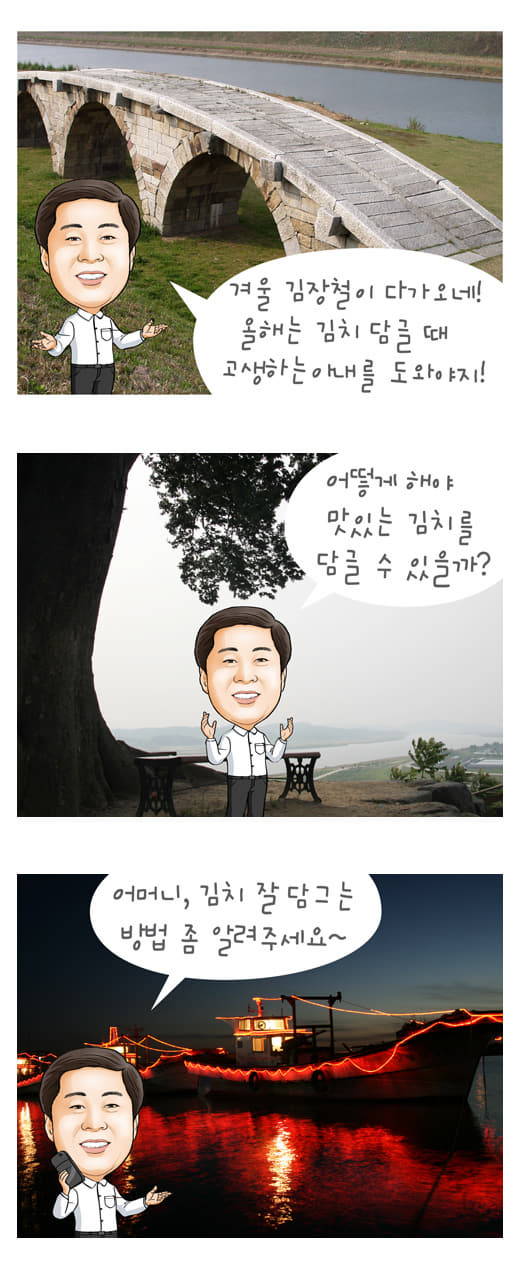 겨울 김장철이 다가오네!
올해는 김치 담글 때
고생하는아내를 도와야지!
어떻게 해야
맛있는 김치를
담글 수 있을까?
어머니, 김치 잘 담그는
방법 좀 알려주세요~